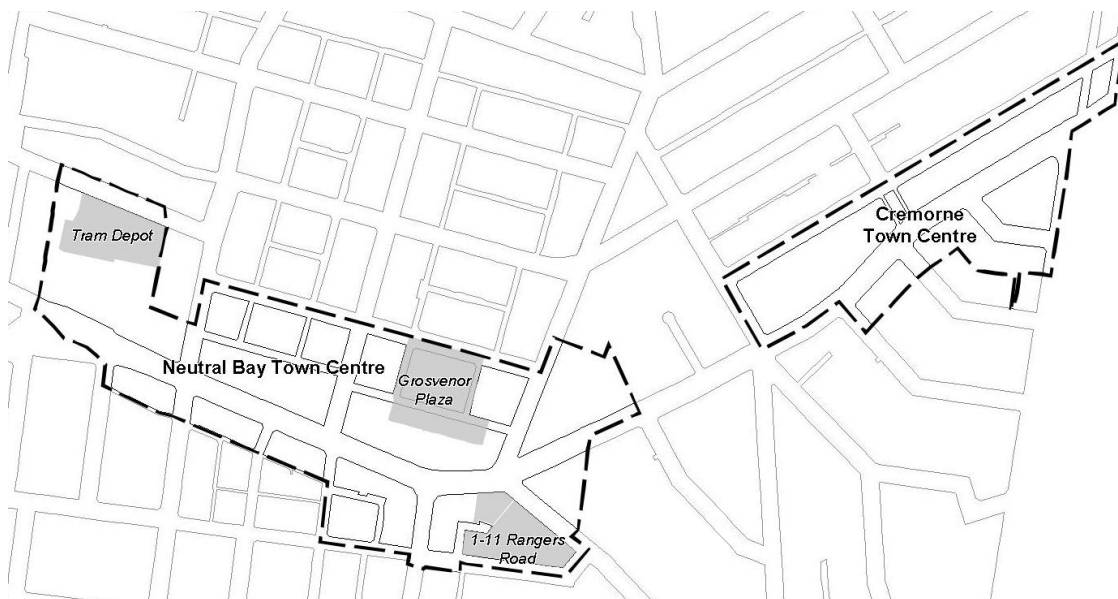 Tram Depot
Cremorne
Town Centre
Neutral Bay Town Centre
Grosvenor
Plaza
1-11 Rangers
Road